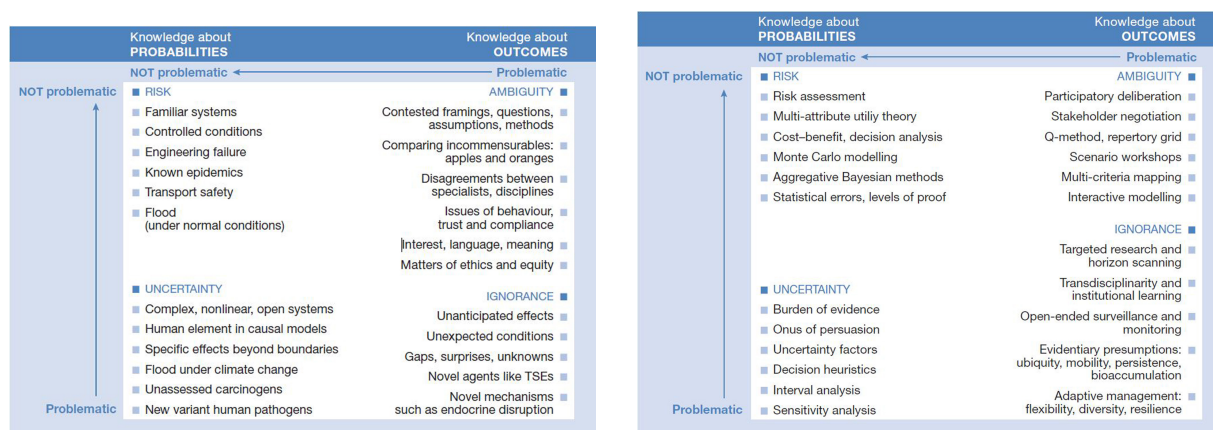 Knowledge about
PROBABILITIES
Knowledge about
OUTCOMES
NOT problematic
Problematic
NOT problematic
RISK
Familiar systems
Controlled conditions
Engineering failure
Known epidemics
Transport safety
Flood
(under normal conditions)
AMBIGUITY
Contested framings, questions,
assumptions, methods
Comparing incommensurables:
apples and oranges
Disagreements between
specialists, disciplines
Issues of behaviour,
trust and compliance
Interest, language, meaning
Matters of ethics and equity
UNCERTAINTY
Complex, nonlinear, open systems
Human element in causal models
Specific effects beyond boundaries
Flood under climate change
Unassessed carcinogens
New variant human pathogens
IGNORANCE
Unanticipated effects
Unexpected conditions
Gaps, surprises, unknowns
Novel agents like TSEs
Novel mechanisms
such as endocrine disruption
Problematic
Knowledge about
PROBABILITIES
Knowledge about
OUTCOMES
NOT problematic
Problematic
NOT problematic
RISK
Risk assessment
Multi-attribute utiliy theory
Cost–benefit, decision analysis
Monte Carlo modelling
Aggregative Bayesian methods
Statistical errors, levels of proof
AMBIGUITY
Participatory deliberation
Stakeholder negotiation
Q-method, repertory grid
Scenario workshops
Multi-criteria mapping
Interactive modelling
UNCERTAINTY
Burden of evidence
Onus of persuasion
Uncertainty factors
Decision heuristics
Interval analysis
Sensitivity analysis
IGNORANCE
Targeted research and
horizon scanning
Transdisciplinarity and
institutional learning
Open-ended surveillance and
monitoring
Evidentiary presumptions:
ubiquity, mobility, persistence,
bioaccumulation
Adaptive management:
flexibility, diversity, resilience
Problematic